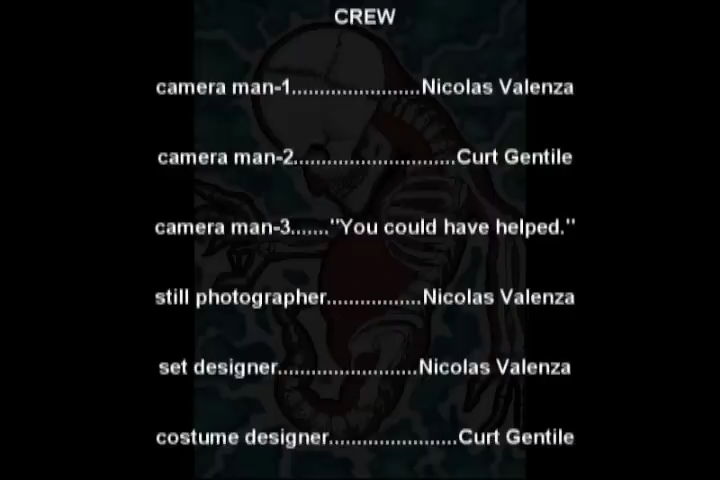 CREW
camera man-1.......................Nicolas Valenza
camera man-2............................Curt Gentile
camera man-3......."You could have helped."
still photographer.................Nicolas Valenza
set designer.........................Nicolas Valenza
costume designer.......................Curt Gentile